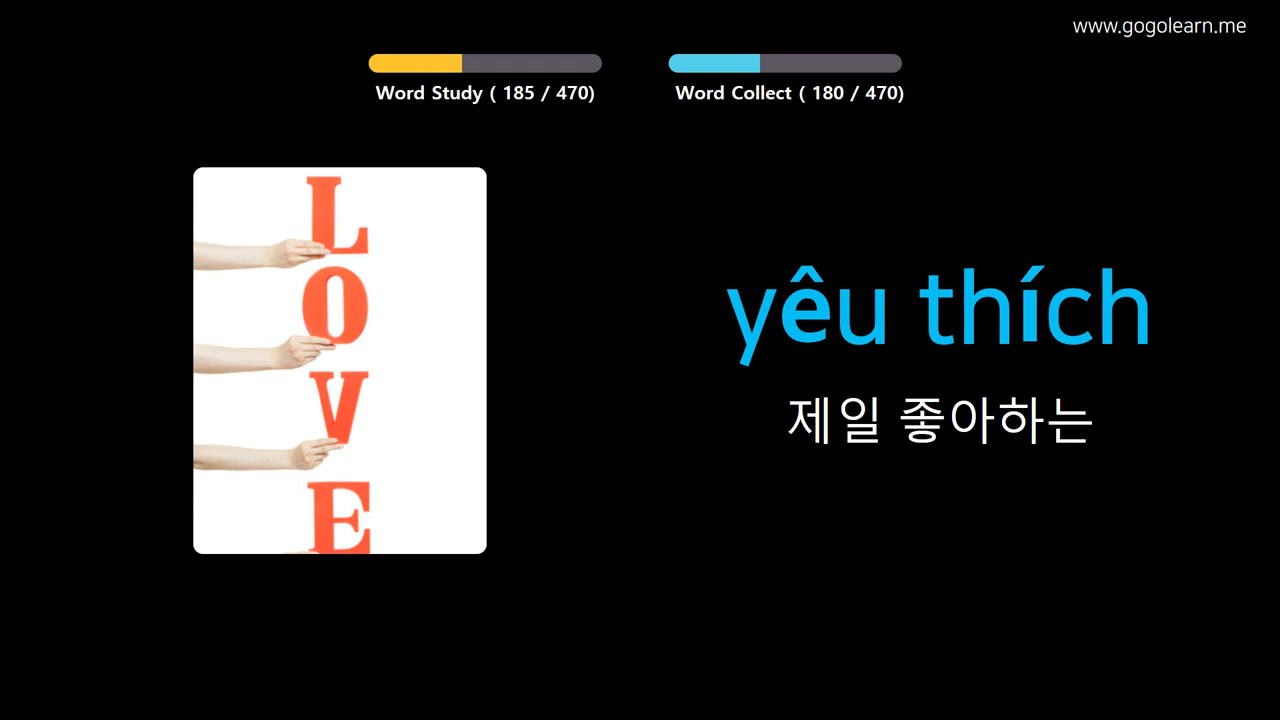 www.gogolearn.me
Word Study ( 185 / 470)
Word Collect ( 180 / 470)
L
O
V
E
yêu thích
제일 좋아하는